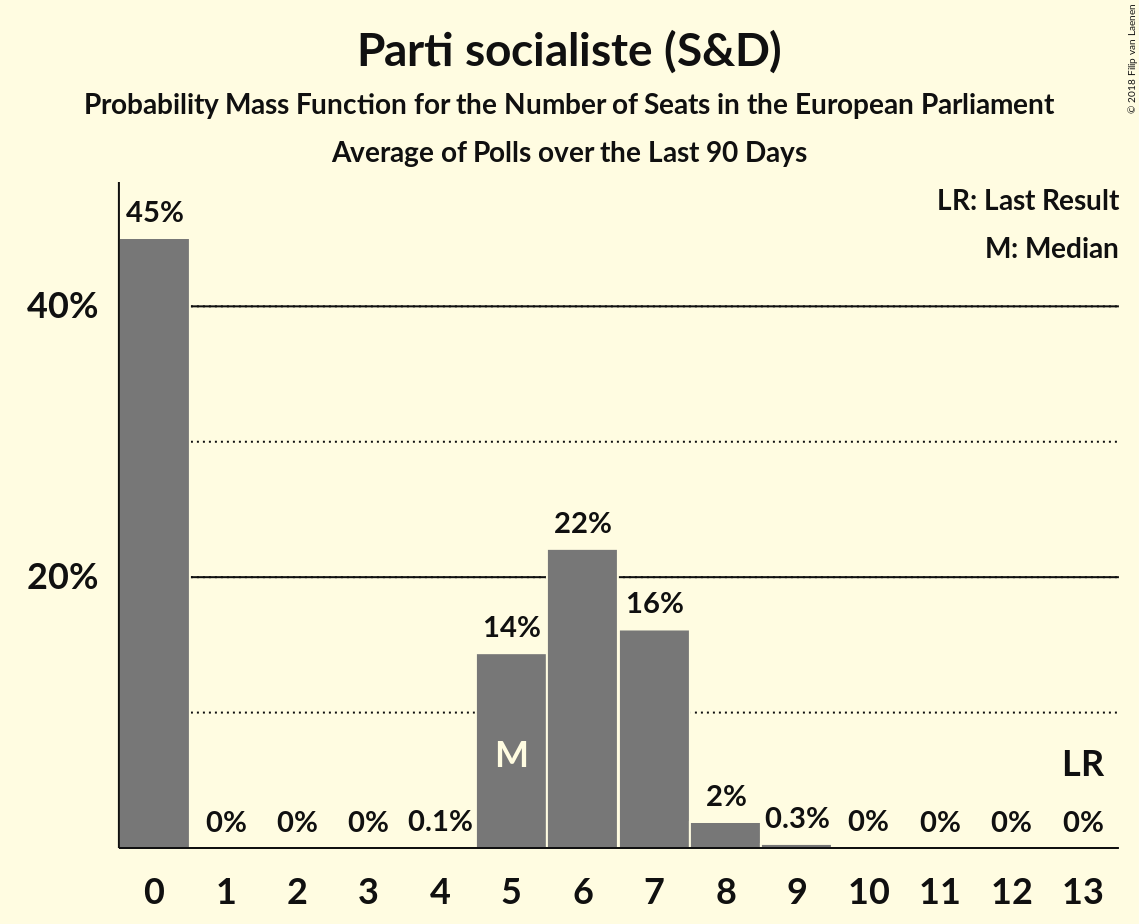 Parti socialiste (S&D)
Probability Mass Function for the Number of Seats in the European Parliament
Average of Polls over the Last 90 Days
© 2018 Filip van Laenen
LR: Last Result
M: Median
45%
40%
22%
20%
16%
14%
M
LR
2%
0% 0% 0% 0.1% 0.3% 0% 0% 0% 0%
0 1 2 3 4 5 6 7 8 9 10 11 12 13